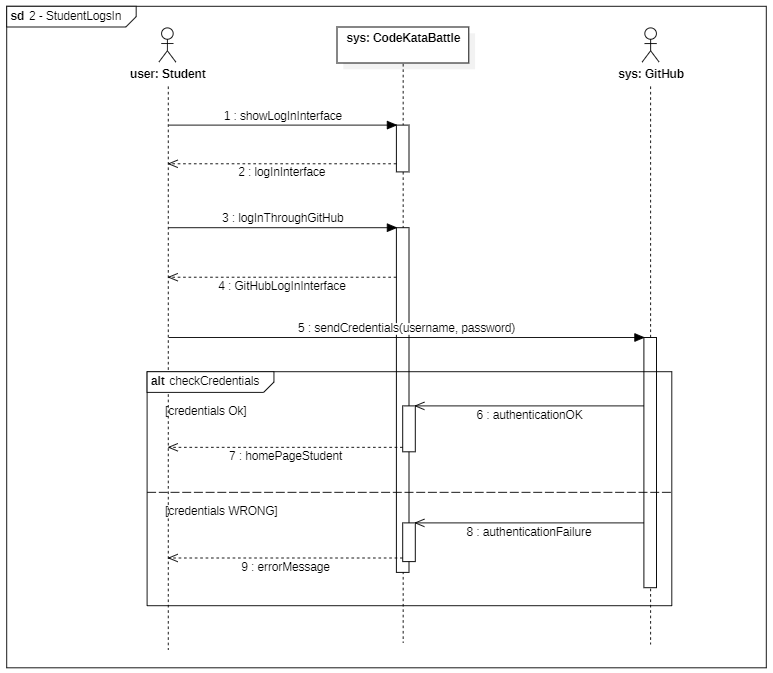 sd 2 - StudentLogsIn
user: Student
sys: CodeKataBattle
sys: GitHub
1 : showLogInInterface
2 : logInInterface
3 : logInThroughGitHub
4 : GitHubLogInInterface
5 : sendCredentials(username, password)
alt checkCredentials
[credentials Ok]
6 : authenticationOK
7 : homePageStudent
[credentials WRONG]
8 : authenticationFailure
9 : errorMessage